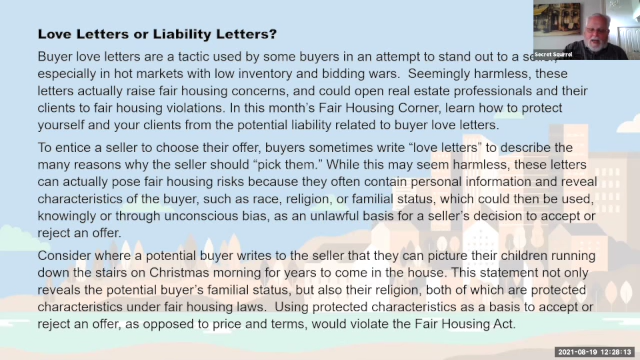 Love Letters or Liability Letters?
Buyer love letters are a tactic used by some buyers in an attempt to stand out to a seller,
especially in hot markets with low inventory and bidding wars.  Seemingly harmless, these
letters actually raise fair housing concerns, and could open real estate professionals and their
clients to fair housing violations. In this month's Fair Housing Corner, learn how to protect
yourself and your clients from the potential liability related to buyer love letters.
To entice a seller to choose their offer, buyers sometimes write “love letters” to describe the
many reasons why the seller should “pick them.” While this may seem harmless, these letters
can actually pose fair housing risks because they often contain personal information and reveal
characteristics of the buyer, such as race, religion, or familial status, which could then be used,
knowingly or through unconscious bias, as an unlawful basis for a seller's decision to accept or
reject an offer.
Consider where a potential buyer writes to the seller that they can picture their children running
down the stairs on Christmas morning for years to come in the house. This statement not only
reveals the potential buyer's familial status, but also their religion, both of which are protected
characteristics under fair housing laws.  Using protected characteristics as a basis to accept or
reject an offer, as opposed to price and terms, would violate the Fair Housing Act.
Secret Squirrel
2021-08-19 12:28:13